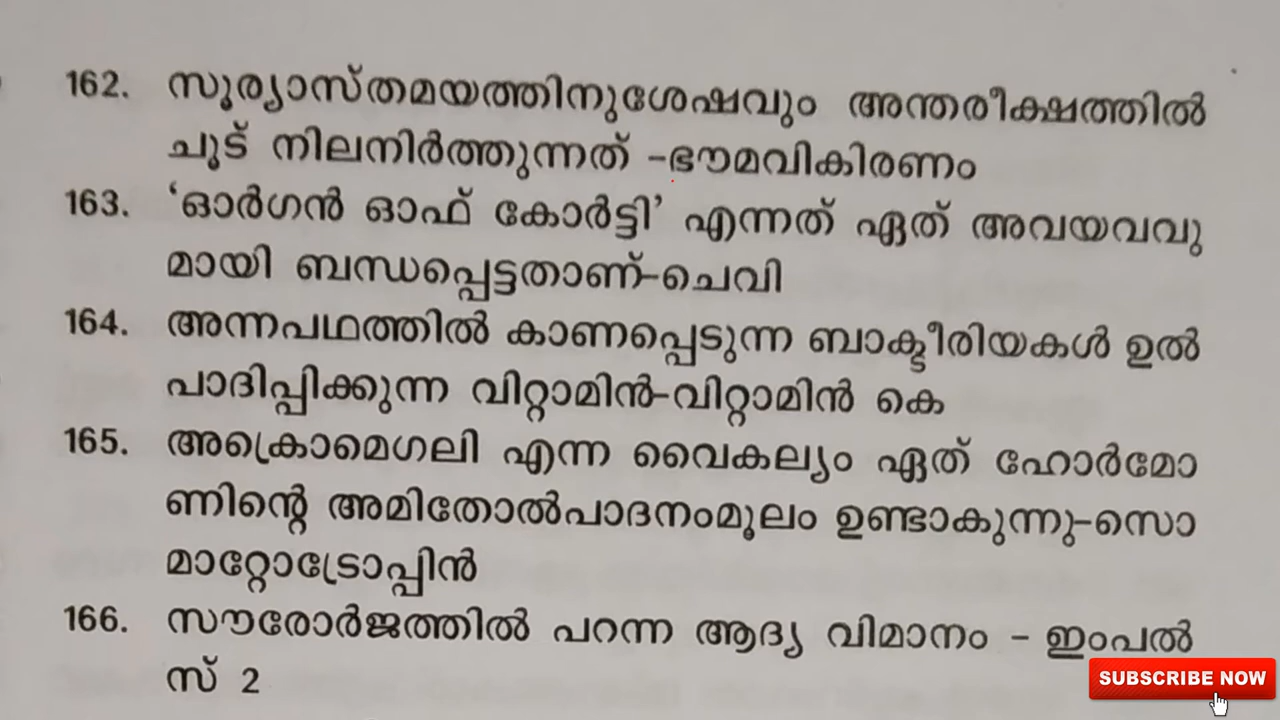 162. സൂര്യാസ്തമയത്തിനുശേഷവും അന്തരീക്ഷത്തിൽ
ചൂട് നിലനിർത്തുന്നത് -ഭൗമവികിരണം
163. ‘ഓർഗൻ ഓഫ് കോർട്ടി’ എന്നത് ഏത് അവയവവു
മായി ബന്ധപ്പെട്ടതാണ്-ചെവി
164. അന്നപഥത്തിൽ കാണപ്പെടുന്ന ബാക്ടീരിയകൾ ഉൽ
പാദിപ്പിക്കുന്ന വിറ്റാമിൻ-വിറ്റാമിൻ കെ
165. അക്രൊമെഗലി എന്ന വൈകല്യം ഏത് ഹോർമോ
ണിന്റെ അമിതോൽപാദനംമൂലം ഉണ്ടാകുന്നു-സൊ
മാറ്റോട്രോപ്പിൻ
166. സൗരോർജത്തിൽ പറന്ന ആദ്യ വിമാനം - ഇംപൽ
സ് 2
SUBSCRIBE NOW